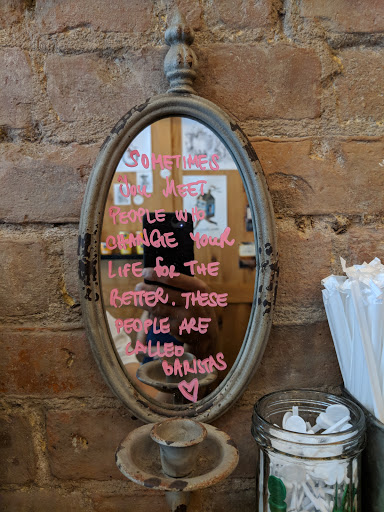 SOMETIMES
YOU MEET
PEOPLE WHO
CHANGE YOUR
LIFE FOR THE
BETTER. THESE
PEOPLE ARE
CALLED
BARISTAS